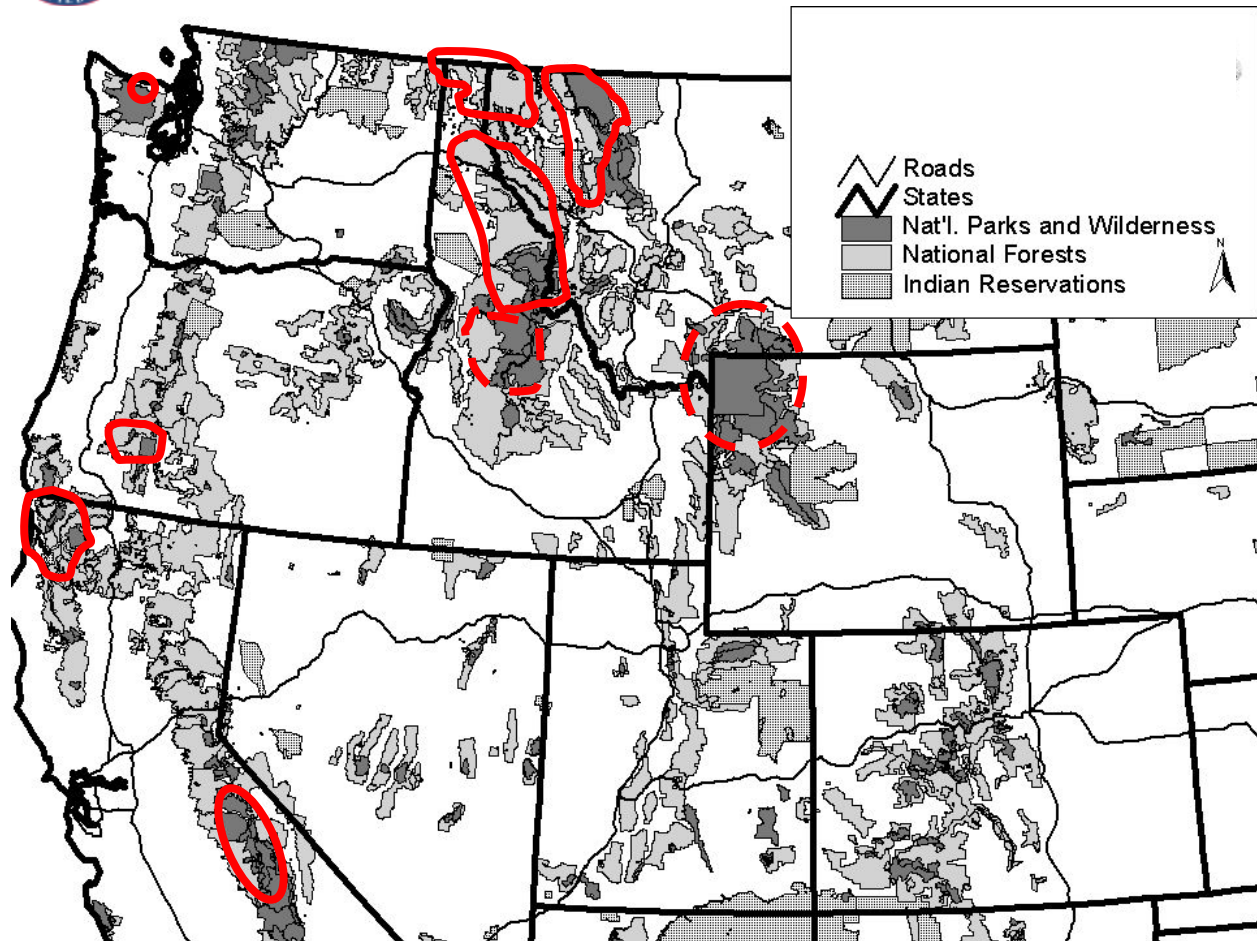 Roads
States
Nat'l. Parks and Wilderness
National Forests
Indian Reservations
N